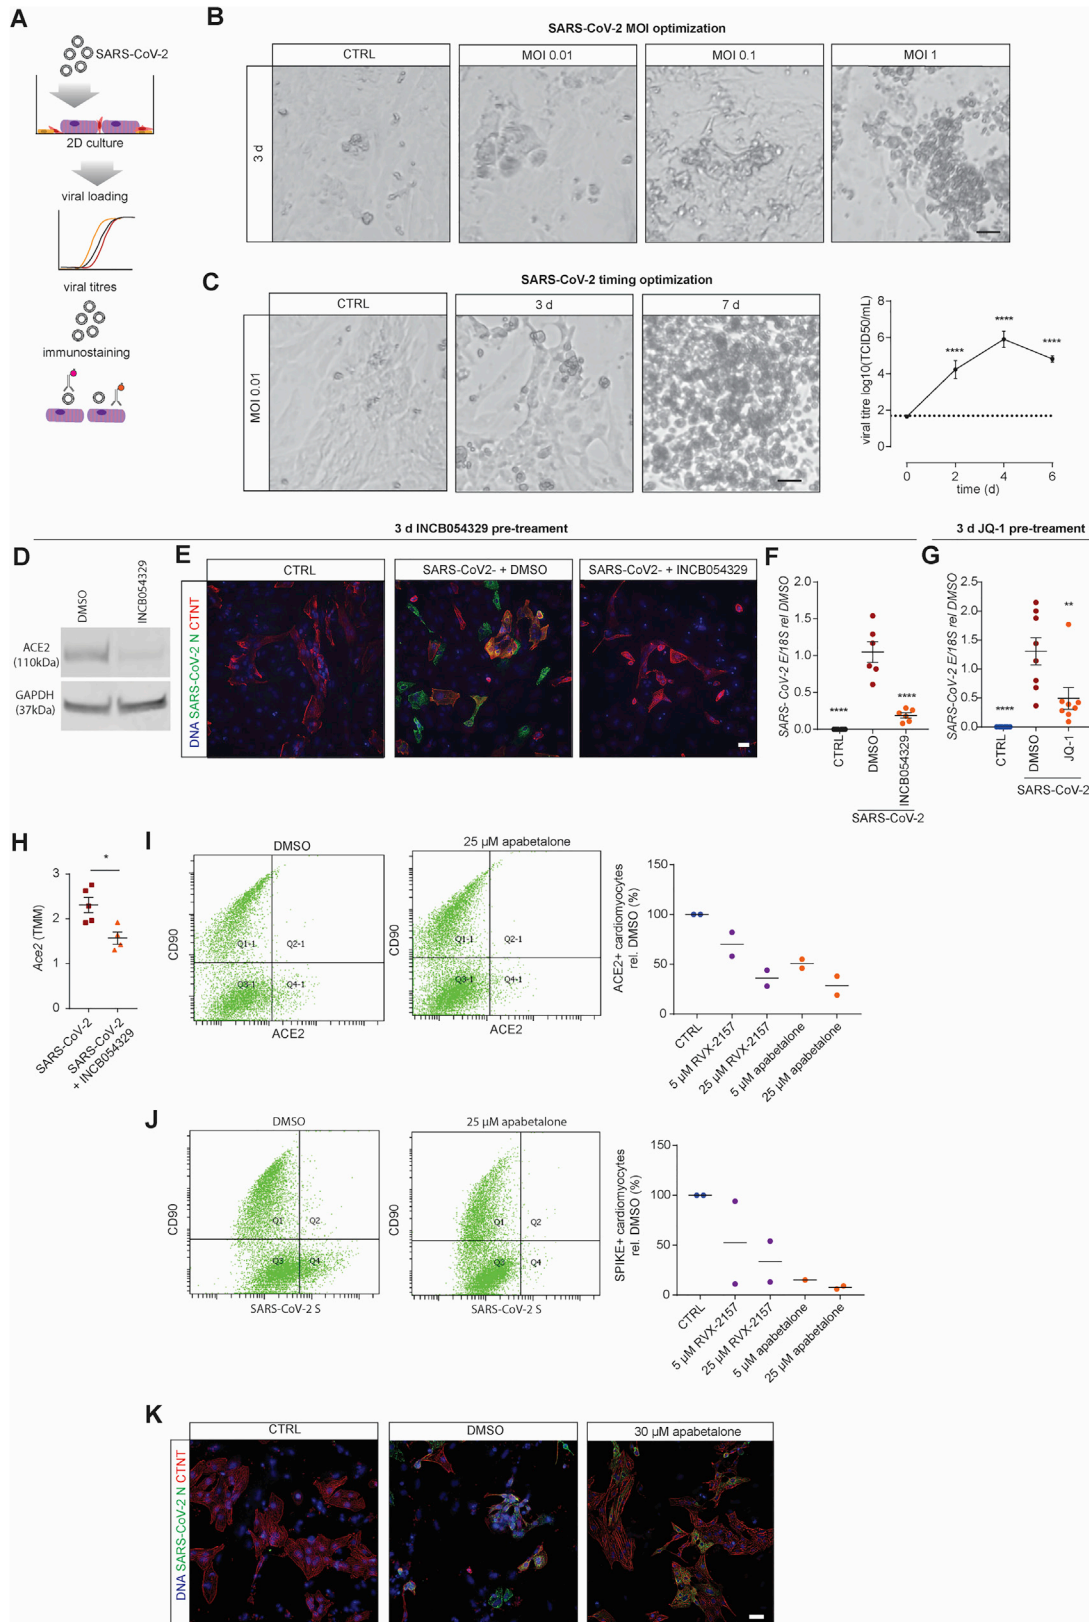 A
SARS-CoV-2
2D culture
viral loading
viral titres
immunostaining
B
SARS-CoV-2 MOI optimization
CTRL
MOI 0.01
MOI 0.1
MOI 1
3 d
C
SARS-CoV-2 timing optimization
CTRL
3 d
7 d
MOI 0.01
viral titre log10(TCID50/mL)
8
6
4
2
0
****
****
****
0
2
4
6
time (d)
3 d INCB054329 pre-treament
3 d JQ-1 pre-treament
D
DMSO
INCB054329
ACE2
(110kDa)
GAPDH
(37kDa)
E
CTRL
SARS-CoV2- + DMSO
SARS-CoV2- + INCB054329
DNA SARS-CoV-2 N CTNT
F
SARS- CoV-2 E/18S rel DMSO
2.0
1.5
1.0
0.5
0.0
****
****
CTRL
DMSO
INCB054329
SARS-CoV-2
G
SARS-CoV-2 E/18S rel DMSO
2.5
2.0
1.5
1.0
0.5
0.0
****
**
CTRL
DMSO
JQ-1
SARS-CoV-2
H
Ace2 (TMM)
3
2
1
0
*
SARS-CoV-2
SARS-CoV-2
+ INCB054329
I
DMSO
25 µM apabetalone
CD90
Q1-1
Q2-1
Q3-1
Q4-1
ACE2
CD90
Q1-1
Q2-1
Q3-1
Q4-1
ACE2
ACE2+ cardiomyocytes
rel. DMSO (%)
150
100
50
0
CTRL
5 µM RVX-2157
25 µM RVX-2157
5 µM apabetalone
25 µM apabetalone
J
DMSO
25 µM apabetalone
CD90
Q1
Q2
Q3
Q4
SARS-CoV-2 S
CD90
Q1
Q2
Q3
Q4
SARS-CoV-2 S
SPIKE+ cardiomyocytes
rel. DMSO (%)
150
100
50
0
CTRL
5 µM RVX-2157
25 µM RVX-2157
5 µM apabetalone
25 µM apabetalone
K
CTRL
DMSO
30 µM apabetalone
DNA SARS-CoV-2 N CTNT